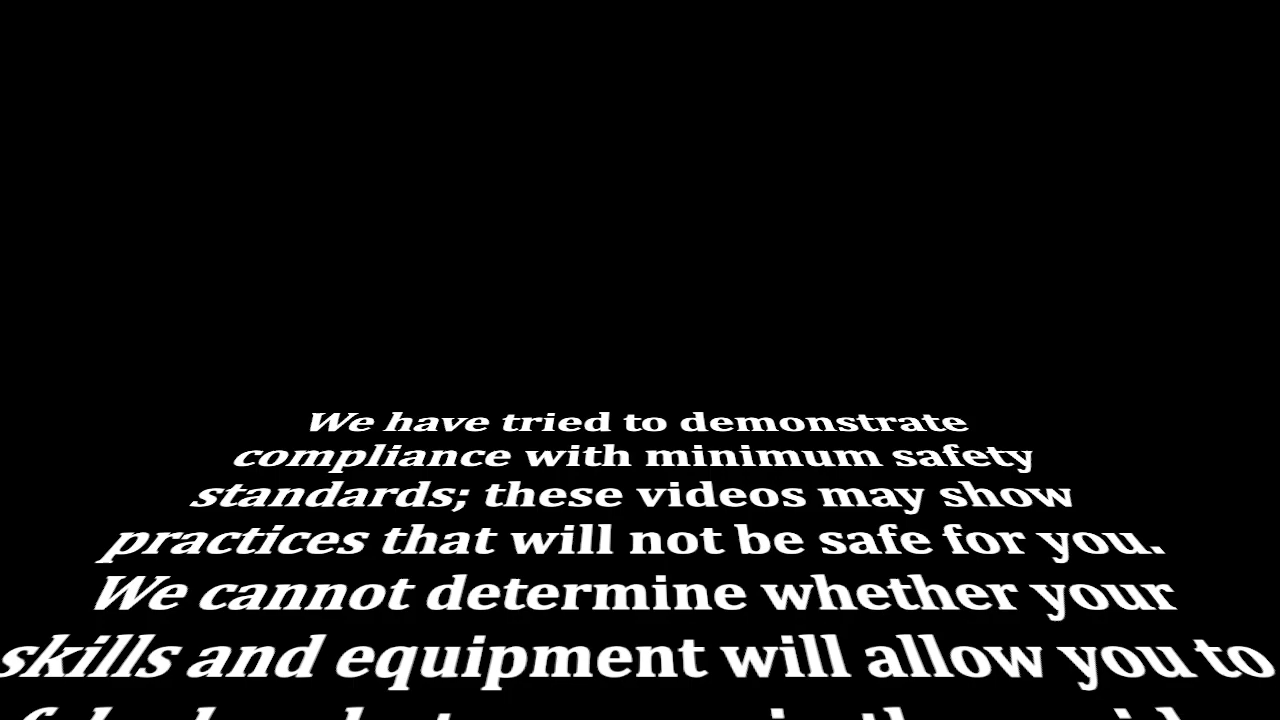 We have tried to demonstrate
compliance with minimum safety
standards; these videos may show
practices that will not be safe for you.
We cannot determine whether your
skills and equipment will allow you to